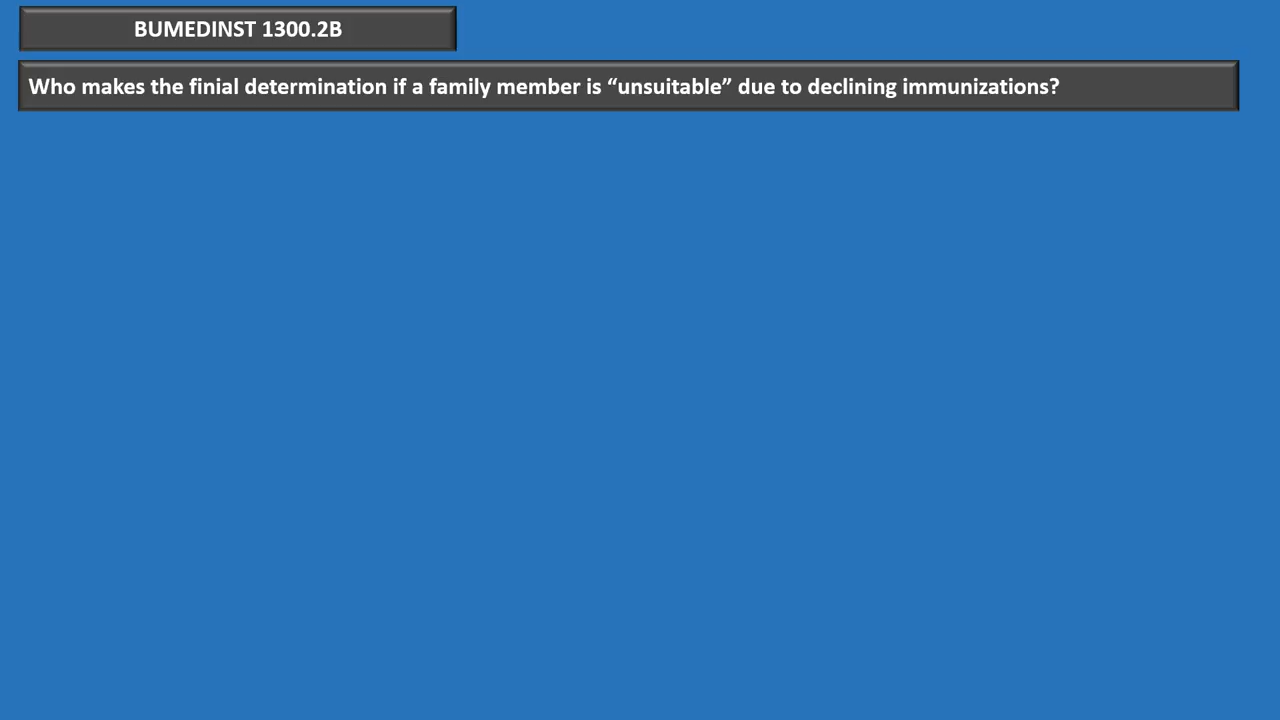 BUMEDINST 1300.2B
Who makes the finial determination if a family member is “unsuitable” due to declining immunizations?